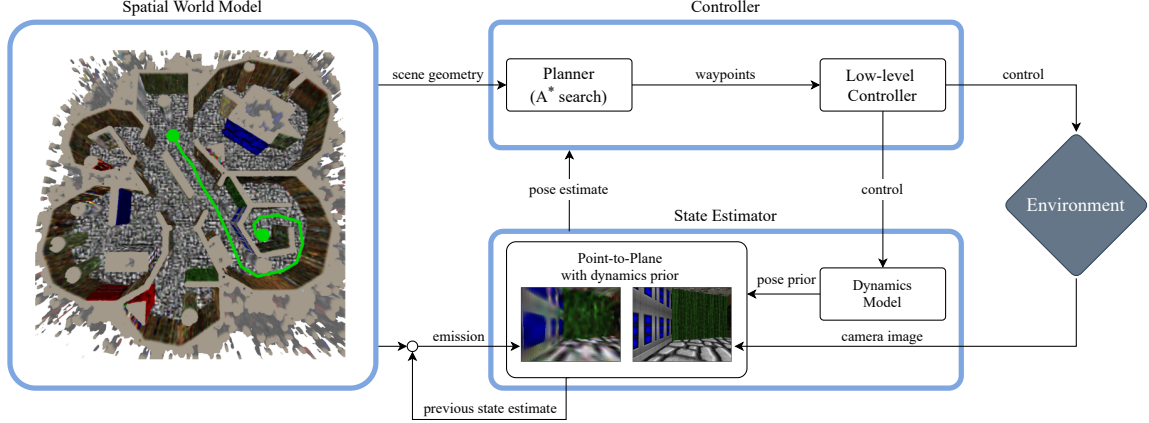 Spatial World Model
Controller
scene geometry
Planner
(A* search)
waypoints
Low-level
Controller
control
pose estimate
control
Environment
State Estimator
Point-to-Plane
with dynamics prior
pose prior
Dynamics
Model
emission
camera image
previous state estimate